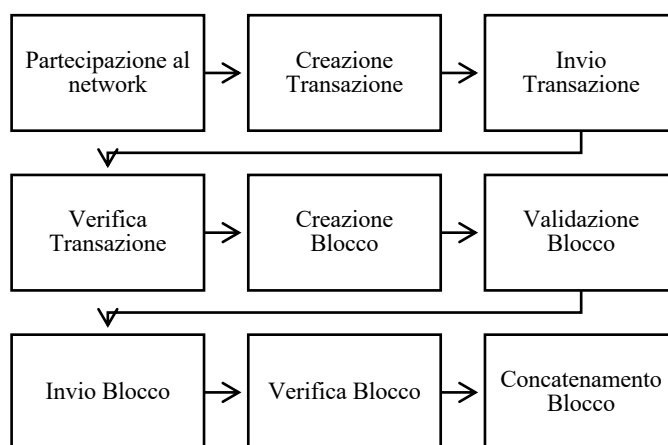 Partecipazione al
network
Creazione
Transazione
Invio
Transazione
Verifica
Transazione
Creazione
Blocco
Validazione
Blocco
Invio Blocco
Verifica Blocco
Concatenamento
Blocco